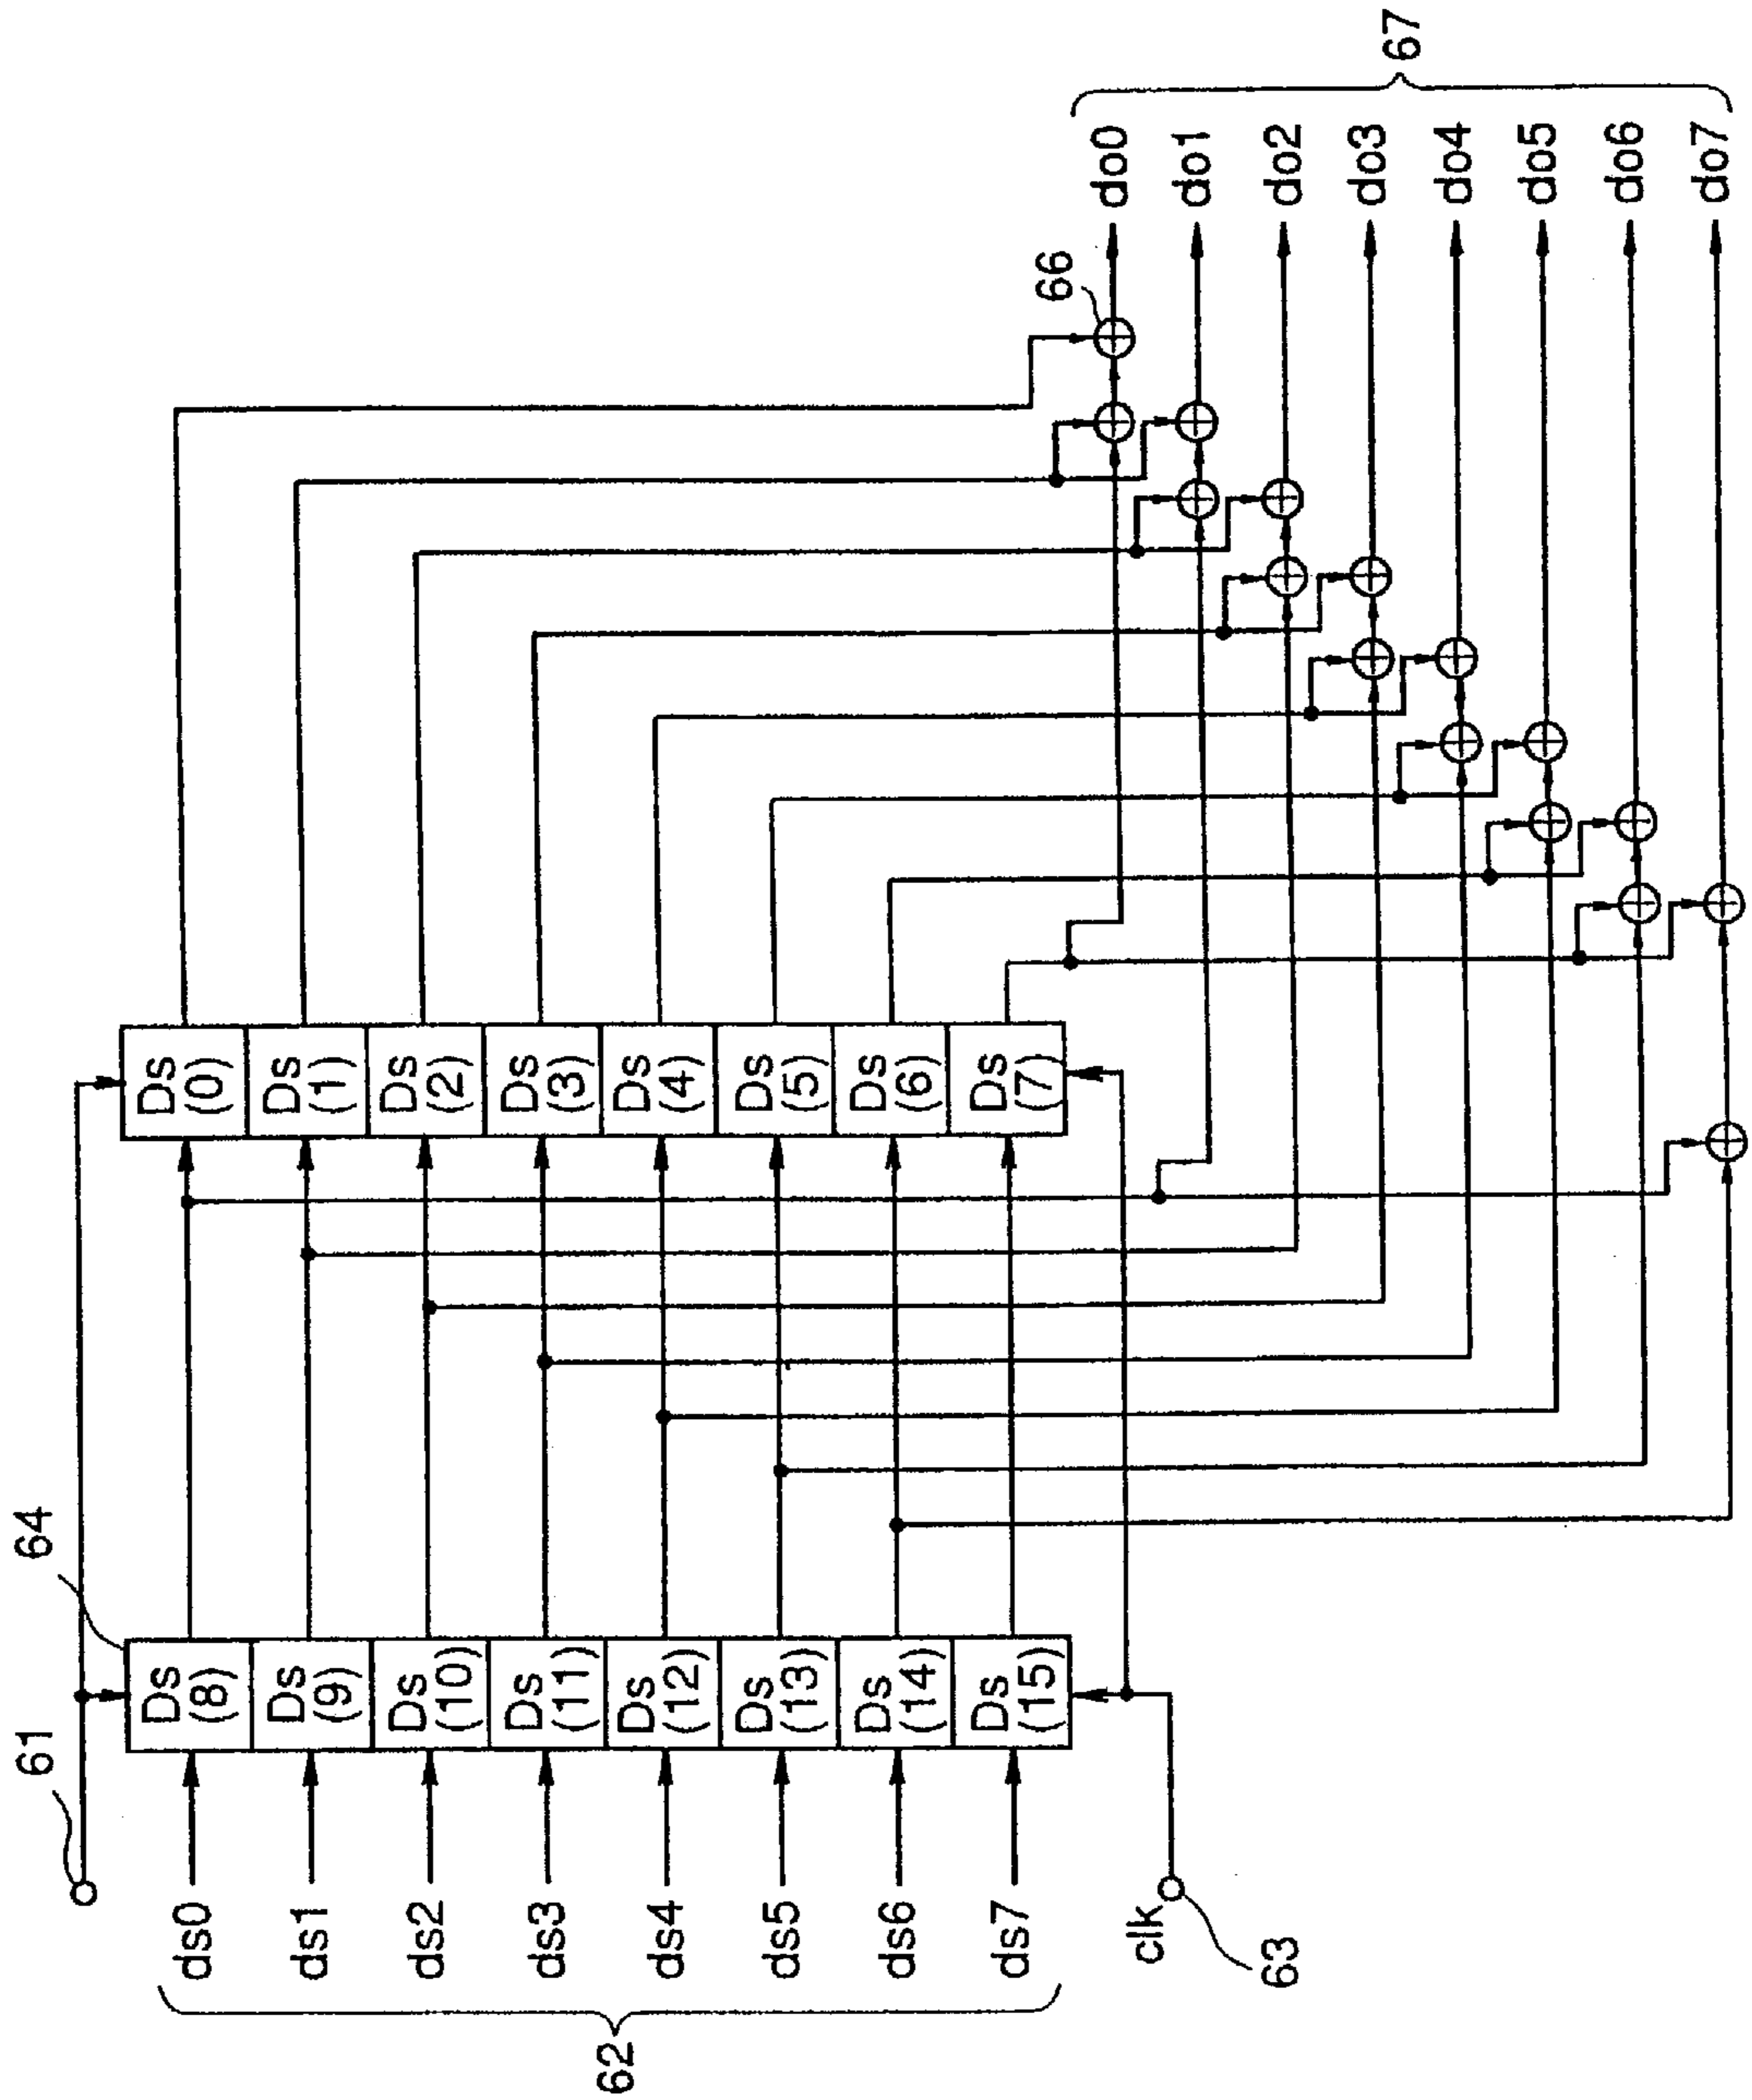 61
64
ds0
ds1
ds2
ds3
ds4
ds5
ds6
ds7
62
clk
63
Ds
(8)
Ds
(9)
Ds
(10)
Ds
(11)
Ds
(12)
Ds
(13)
Ds
(14)
Ds
(15)
Ds
(0)
Ds
(1)
Ds
(2)
Ds
(3)
Ds
(4)
Ds
(5)
Ds
(6)
Ds
(7)
66
do0
do1
do2
do3
do4
do5
do6
do7
67